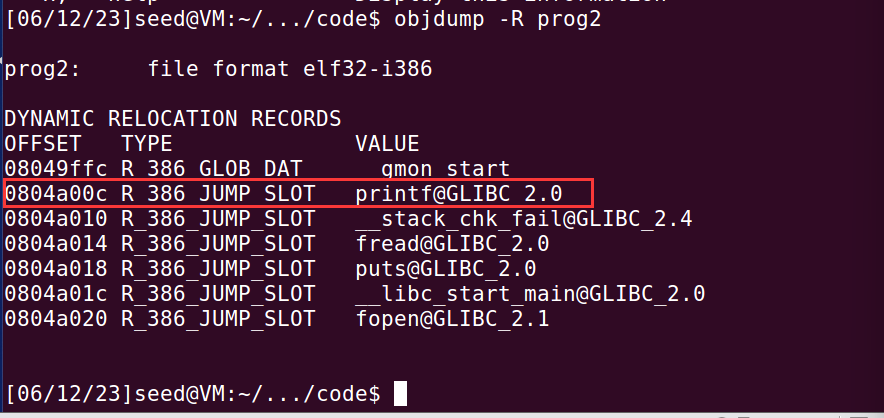 [06/12/23]seed@VM:~/.../code$ objdump -R prog2
prog2:     file format elf32-i386
DYNAMIC RELOCATION RECORDS
OFFSET   TYPE              VALUE
08049ffc R_386_GLOB_DAT    __gmon_start__
0804a00c R_386_JUMP_SLOT   printf@GLIBC_2.0
0804a010 R_386_JUMP_SLOT   __stack_chk_fail@GLIBC_2.4
0804a014 R_386_JUMP_SLOT   fread@GLIBC_2.0
0804a018 R_386_JUMP_SLOT   puts@GLIBC_2.0
0804a01c R_386_JUMP_SLOT   __libc_start_main@GLIBC_2.0
0804a020 R_386_JUMP_SLOT   fopen@GLIBC_2.1
[06/12/23]seed@VM:~/.../code$